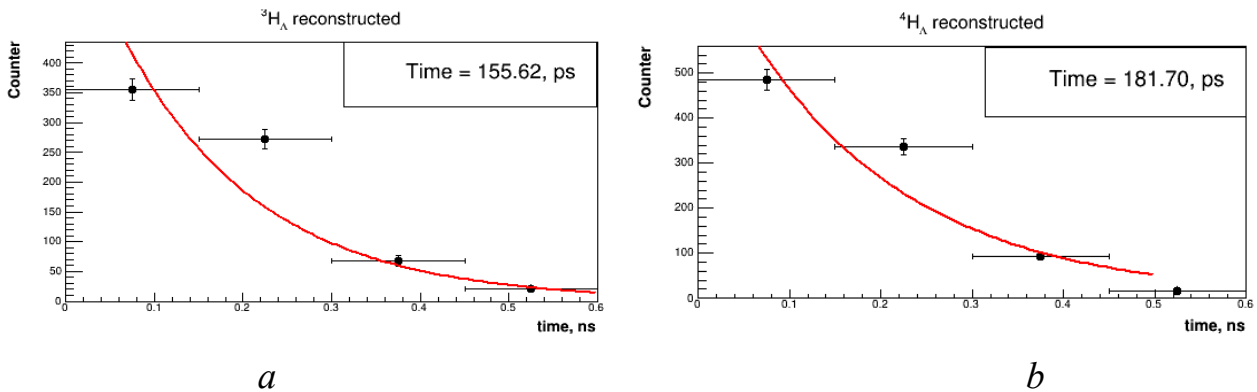 ³H_Λ reconstructed
Counter
Time = 155.62, ps
400
350
300
250
200
150
100
50
0
0 0.1 0.2 0.3 0.4 0.5 0.6
time, ns
a
⁴H_Λ reconstructed
Counter
Time = 181.70, ps
500
400
300
200
100
0
0 0.1 0.2 0.3 0.4 0.5 0.6
time, ns
b